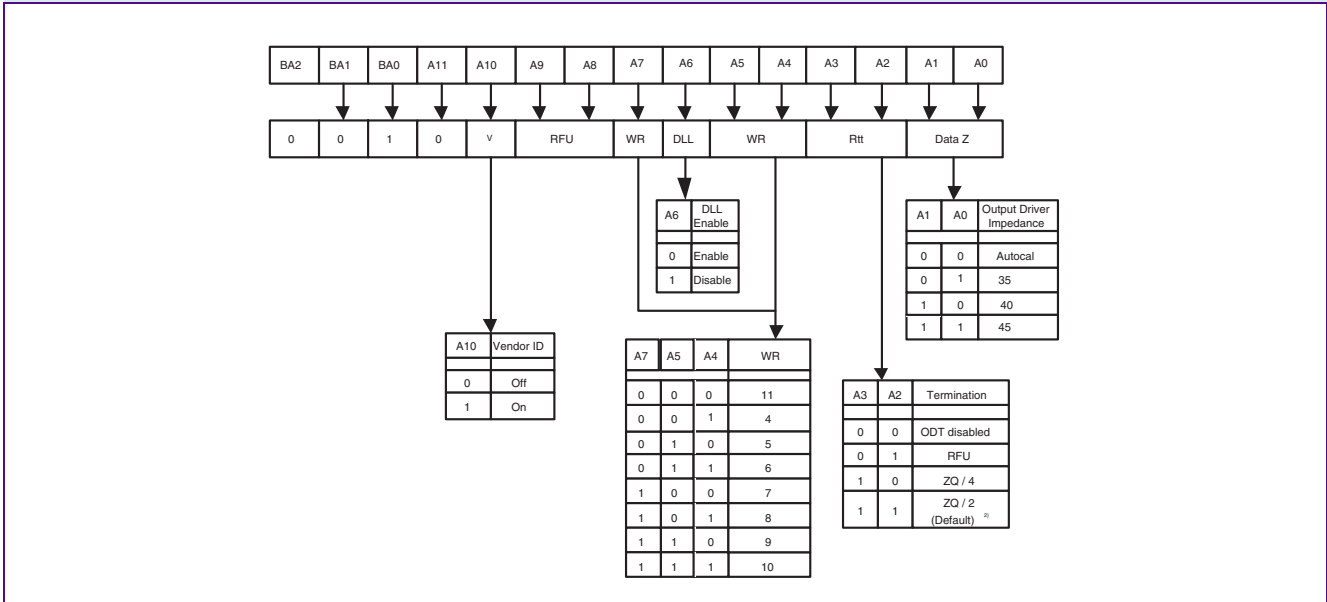 BA2 BA1 BA0 A11 A10 A9 A8 A7 A6 A5 A4 A3 A2 A1 A0
0 0 1 0 V RFU WR DLL WR Rtt Data Z
A6 DLL Enable
0 Enable
1 Disable
A1 A0 Output Driver Impedance
0 0 Autocal
0 1 35
1 0 40
1 1 45
A10 Vendor ID
0 Off
1 On
A7 A5 A4 WR
0 0 0 11
0 0 1 4
0 1 0 5
0 1 1 6
1 0 0 7
1 0 1 8
1 1 0 9
1 1 1 10
A3 A2 Termination
0 0 ODT disabled
0 1 RFU
1 0 ZQ / 4
1 1 ZQ / 2
(Default) 2)